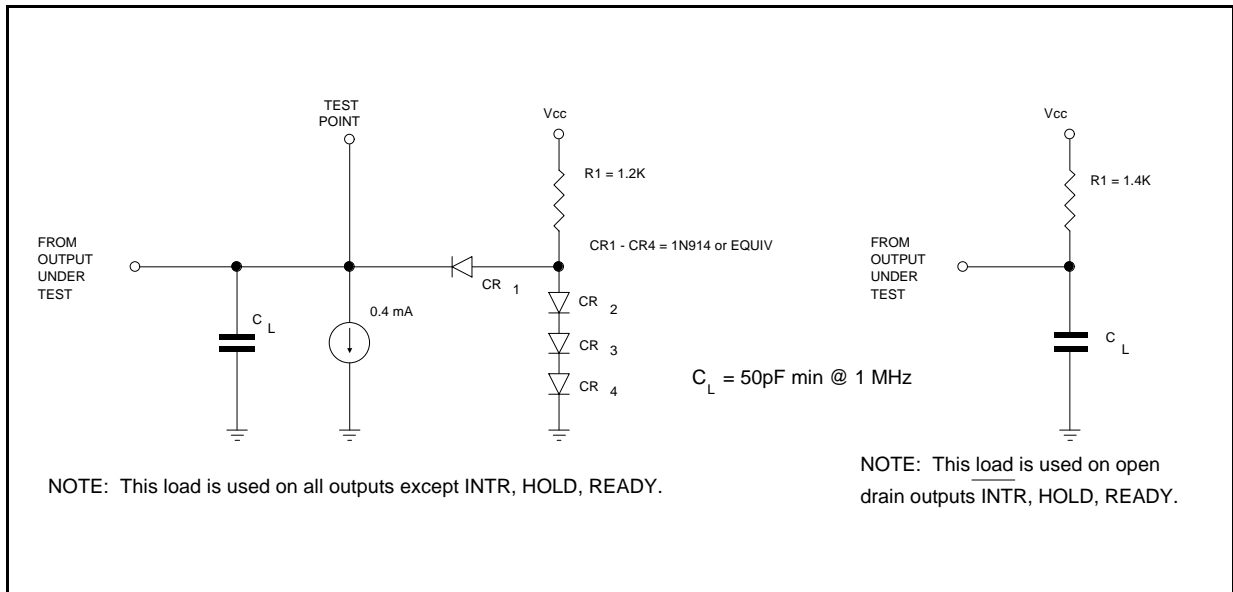 TEST
POINT
Vcc
Vcc
R1 = 1.2K
R1 = 1.4K
FROM
OUTPUT
UNDER
TEST
CR1 - CR4 = 1N914 or EQUIV
FROM
OUTPUT
UNDER
TEST
CR 1
CR 2
0.4 mA
C L
CR 3
C L
CR 4
C L = 50pF min @ 1 MHz
NOTE: This load is used on all outputs except INTR, HOLD, READY.
NOTE: This load is used on open
drain outputs INTR, HOLD, READY.